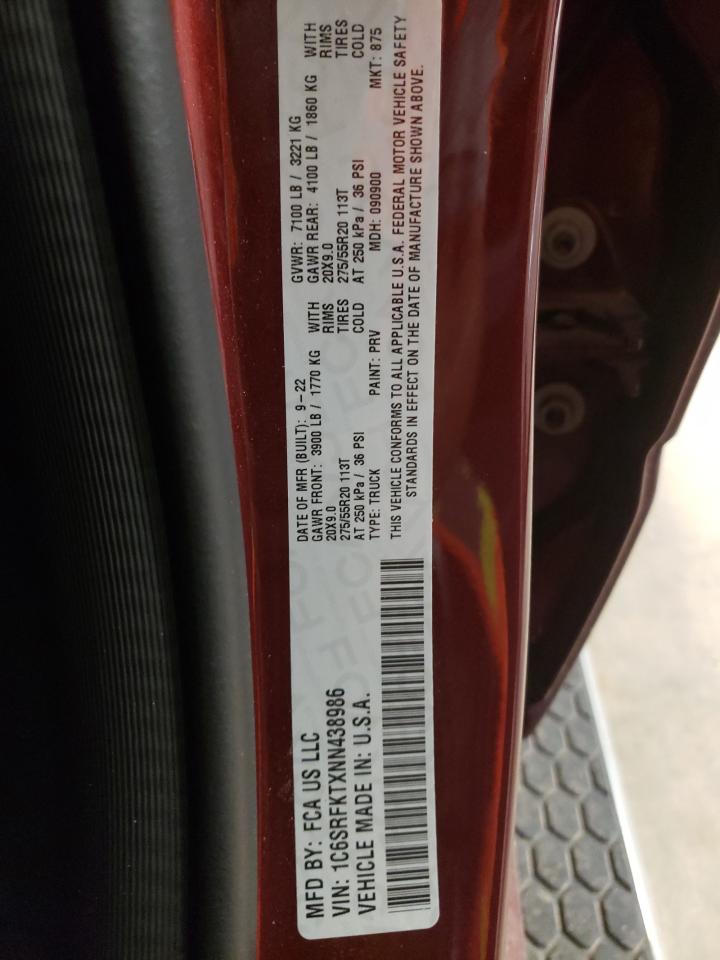 MFD BY: FCA US LLC
VIN: 1C6SRFKTXNN438986
VEHICLE MADE IN: U.S.A.
DATE OF MFR (BUILT): 9-22 GVWR: 7100 LB / 3221 KG
GAWR FRONT: 3900 LB / 1770 KG WITH GAWR REAR: 4100 LB / 1860 KG WITH
20X9.0 RIMS 20X9.0 RIMS
275/55R20 113T TIRES 275/55R20 113T TIRES
AT 250 kPa / 36 PSI COLD AT 250 kPa / 36 PSI COLD
TYPE: TRUCK PAINT: PRV MDH: 090900 MKT: 875
THIS VEHICLE CONFORMS TO ALL APPLICABLE U.S.A. FEDERAL MOTOR VEHICLE SAFETY
STANDARDS IN EFFECT ON THE DATE OF MANUFACTURE SHOWN ABOVE.